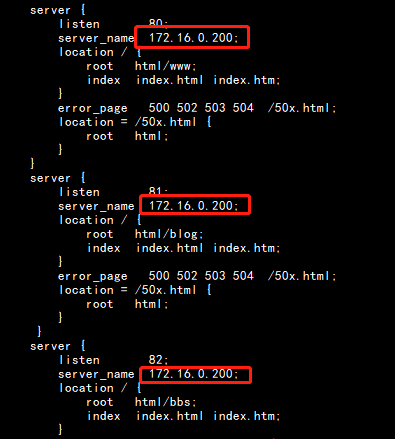 server {
listen 80;
server_name 172.16.0.200;
location / {
root html/www;
index index.html index.htm;
}
error_page 500 502 503 504 /50x.html;
location = /50x.html {
root html;
}
}
server {
listen 81;
server_name 172.16.0.200;
location / {
root html/blog;
index index.html index.htm;
}
error_page 500 502 503 504 /50x.html;
location = /50x.html {
root html;
}
}
server {
listen 82;
server_name 172.16.0.200;
location / {
root html/bbs;
index index.html index.htm;
}